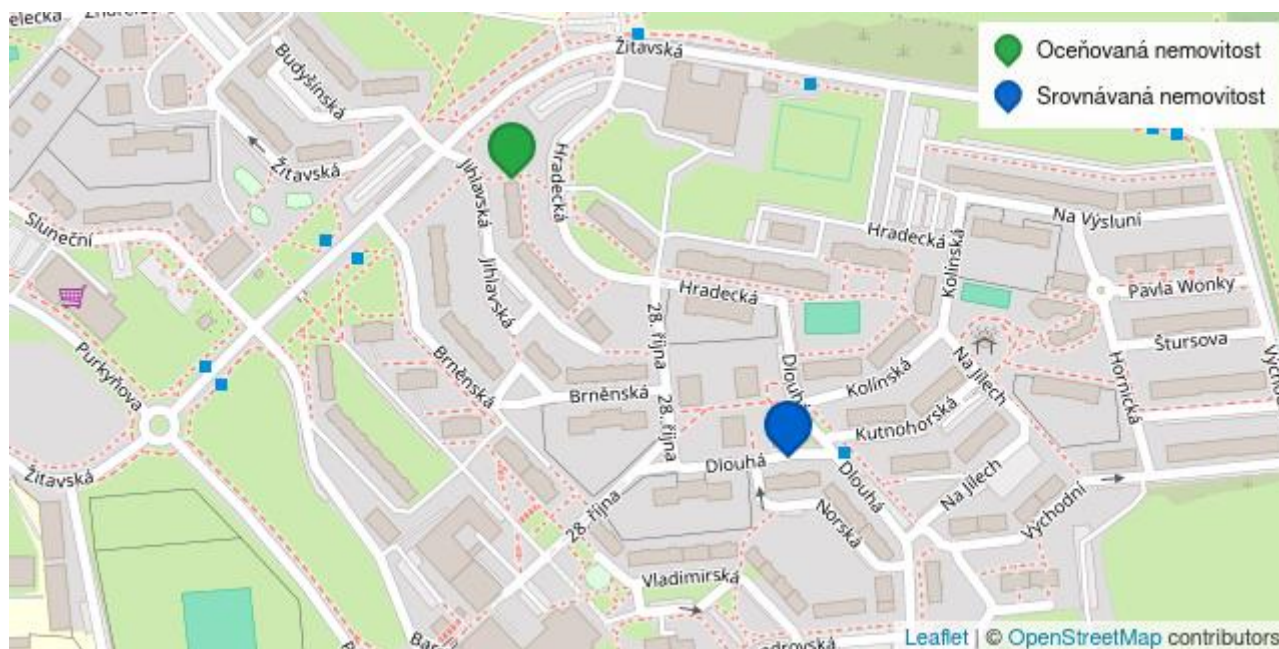 Žitavská
Oceňovaná nemovitost
Srovnávaná nemovitost
Budyšínská
Žitavská
Jihlavská
Hradecká
Sluneční
Hradecká
Kolínská
Na Výsluní
Pavla Wonky
Štursova
Hornická
Purkyňova
Jihlavská
Hradecká
28. října
Dlouhá
Kolínská
Na Jílech
Brněnská
Brněnská
28. října
Kutnohorská
Žitavská
Dlouhá
Dlouhá
Na Jílech
Východní
28. října
Norská
Vladimirská
Leaflet | © OpenStreetMap contributors